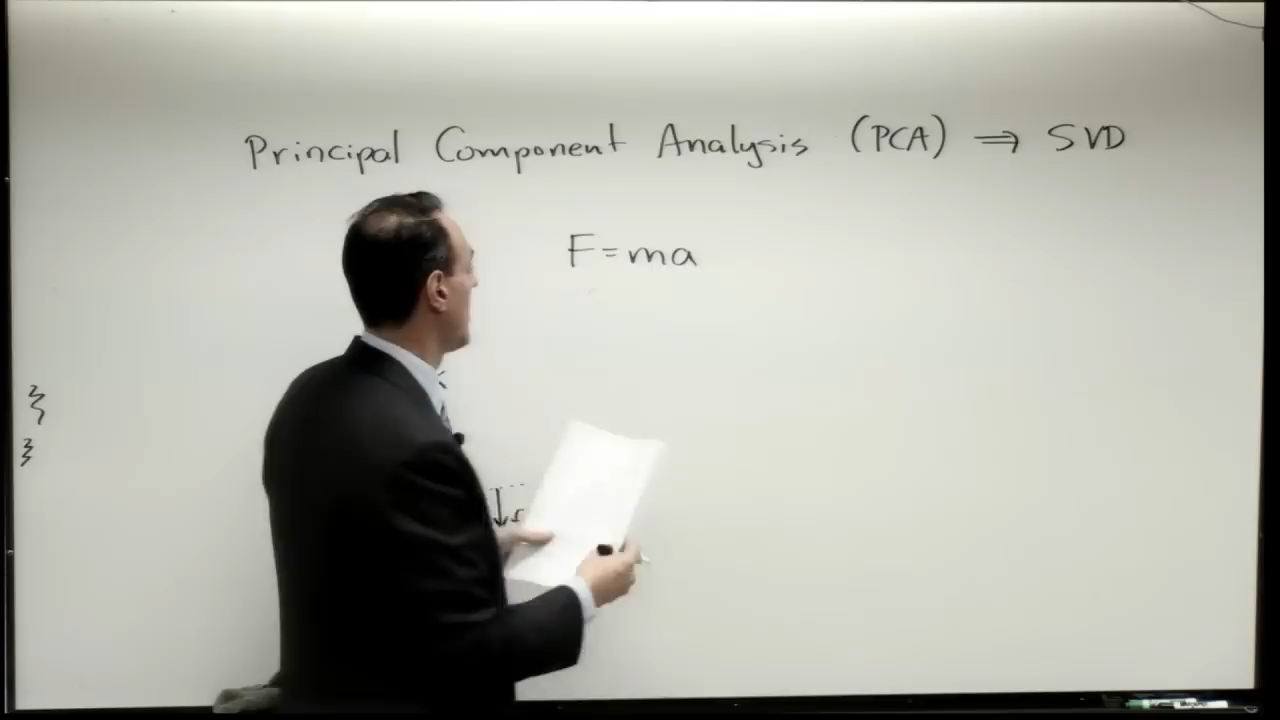 Principal Component Analysis (PCA) ⇒ SVD
F=ma